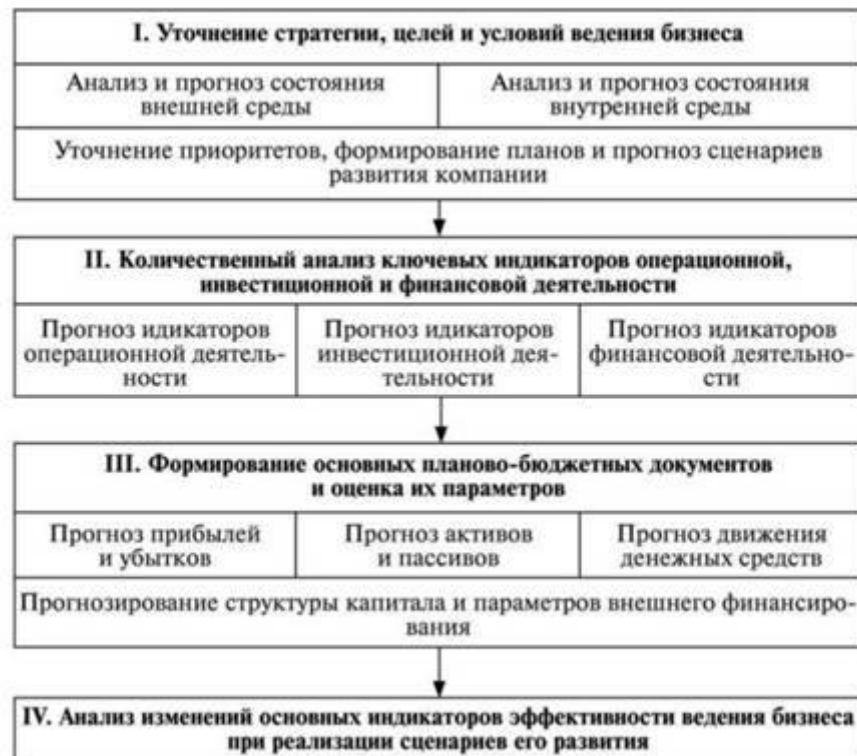 I. Уточнение стратегии, целей и условий ведения бизнеса
Анализ и прогноз состояния
внешней среды
Анализ и прогноз состояния
внутренней среды
Уточнение приоритетов, формирование планов и прогноз сценариев
развития компании
II. Количественный анализ ключевых индикаторов операционной,
инвестиционной и финансовой деятельности
Прогноз идикаторов
операционной деятель-
ности
Прогноз идикаторов
инвестиционной дея-
тельности
Прогноз идикаторов
финансовой деятельно-
сти
III. Формирование основных планово-бюджетных документов
и оценка их параметров
Прогноз прибылей
и убытков
Прогноз активов
и пассивов
Прогноз движения
денежных средств
Прогнозирование структуры капитала и параметров внешнего финансиро-
вания
IV. Анализ изменений основных индикаторов эффективности ведения бизнеса
при реализации сценариев его развития